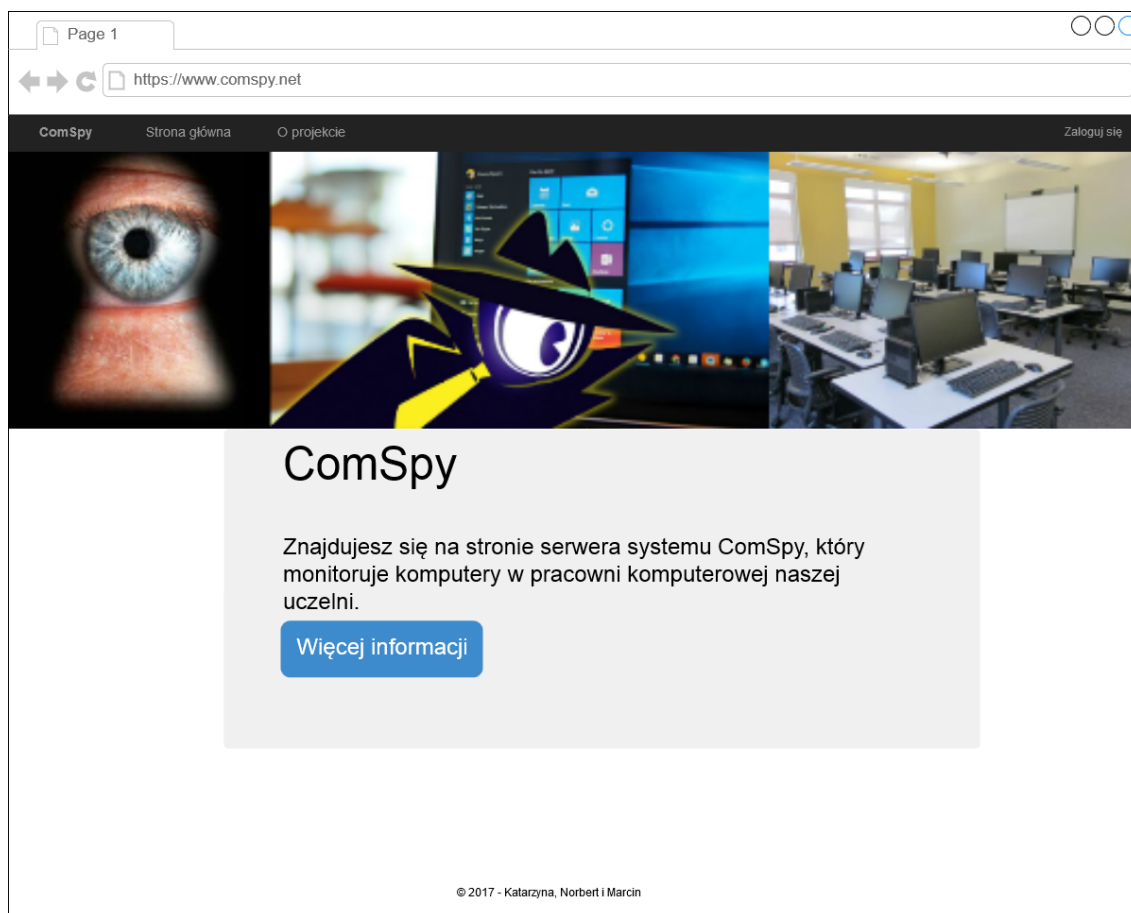 Page 1
https://www.comspy.net
ComSpy Strona główna O projekcie Zaloguj się
ComSpy
Znajdujesz się na stronie serwera systemu ComSpy, który
monitoruje komputery w pracowni komputerowej naszej
uczelni.
Więcej informacji
© 2017 - Katarzyna, Norbert i Marcin